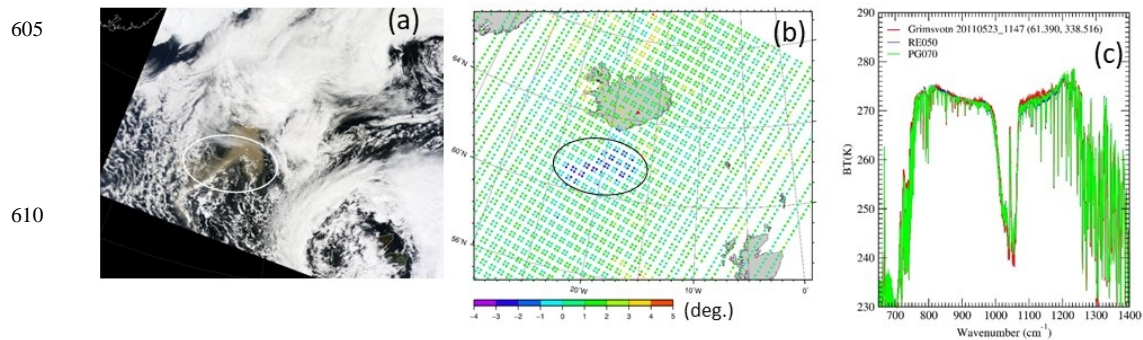 605
610
(a)
64°N
60°N
56°N
20°W
10°W
0°
(b)
-4 -3 -2 -1 0 1 2 3 4 5
(deg.)
290
280
270
260
250
240
230
BT(K)
Grimsvotn 20110523_1147 (61.390, 338.516)
RE050
PG070
(c)
700 800 900 1000 1100 1200 1300 1400
Wavenumber (cm⁻¹)